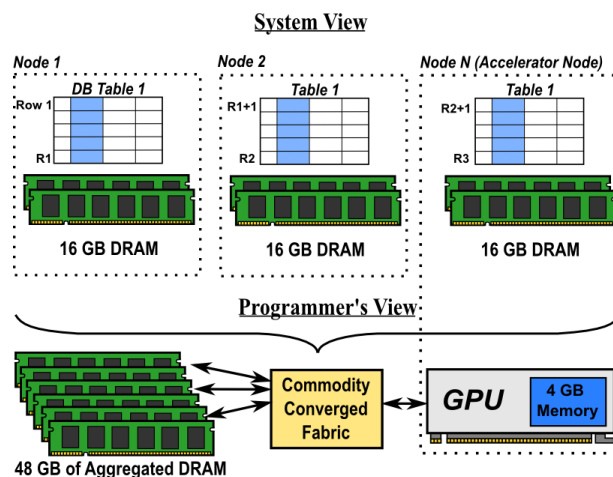 System View
Node 1
Node 2
Node N (Accelerator Node)
DB Table 1
Table 1
Table 1
Row 1
R1+1
R2+1
R1
R2
R3
16 GB DRAM
16 GB DRAM
16 GB DRAM
Programmer's View
Commodity
Converged
Fabric
GPU
4 GB
Memory
48 GB of Aggregated DRAM